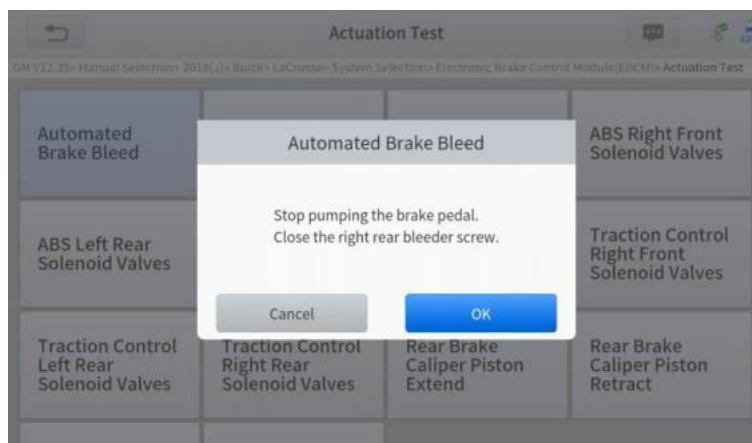 Actuation Test
GM V12.35> Manual Selection> 2018(J)> Buick> LaCrosse> System Selection> Electronic Brake Control Module(EBCM)> Actuation Test
Automated
Brake Bleed
ABS Right Front
Solenoid Valves
Automated Brake Bleed
Stop pumping the brake pedal.
Close the right rear bleeder screw.
Cancel
OK
ABS Left Rear
Solenoid Valves
Traction Control
Right Front
Solenoid Valves
Traction Control
Left Rear
Solenoid Valves
Traction Control
Right Rear
Solenoid Valves
Rear Brake
Caliper Piston
Extend
Rear Brake
Caliper Piston
Retract